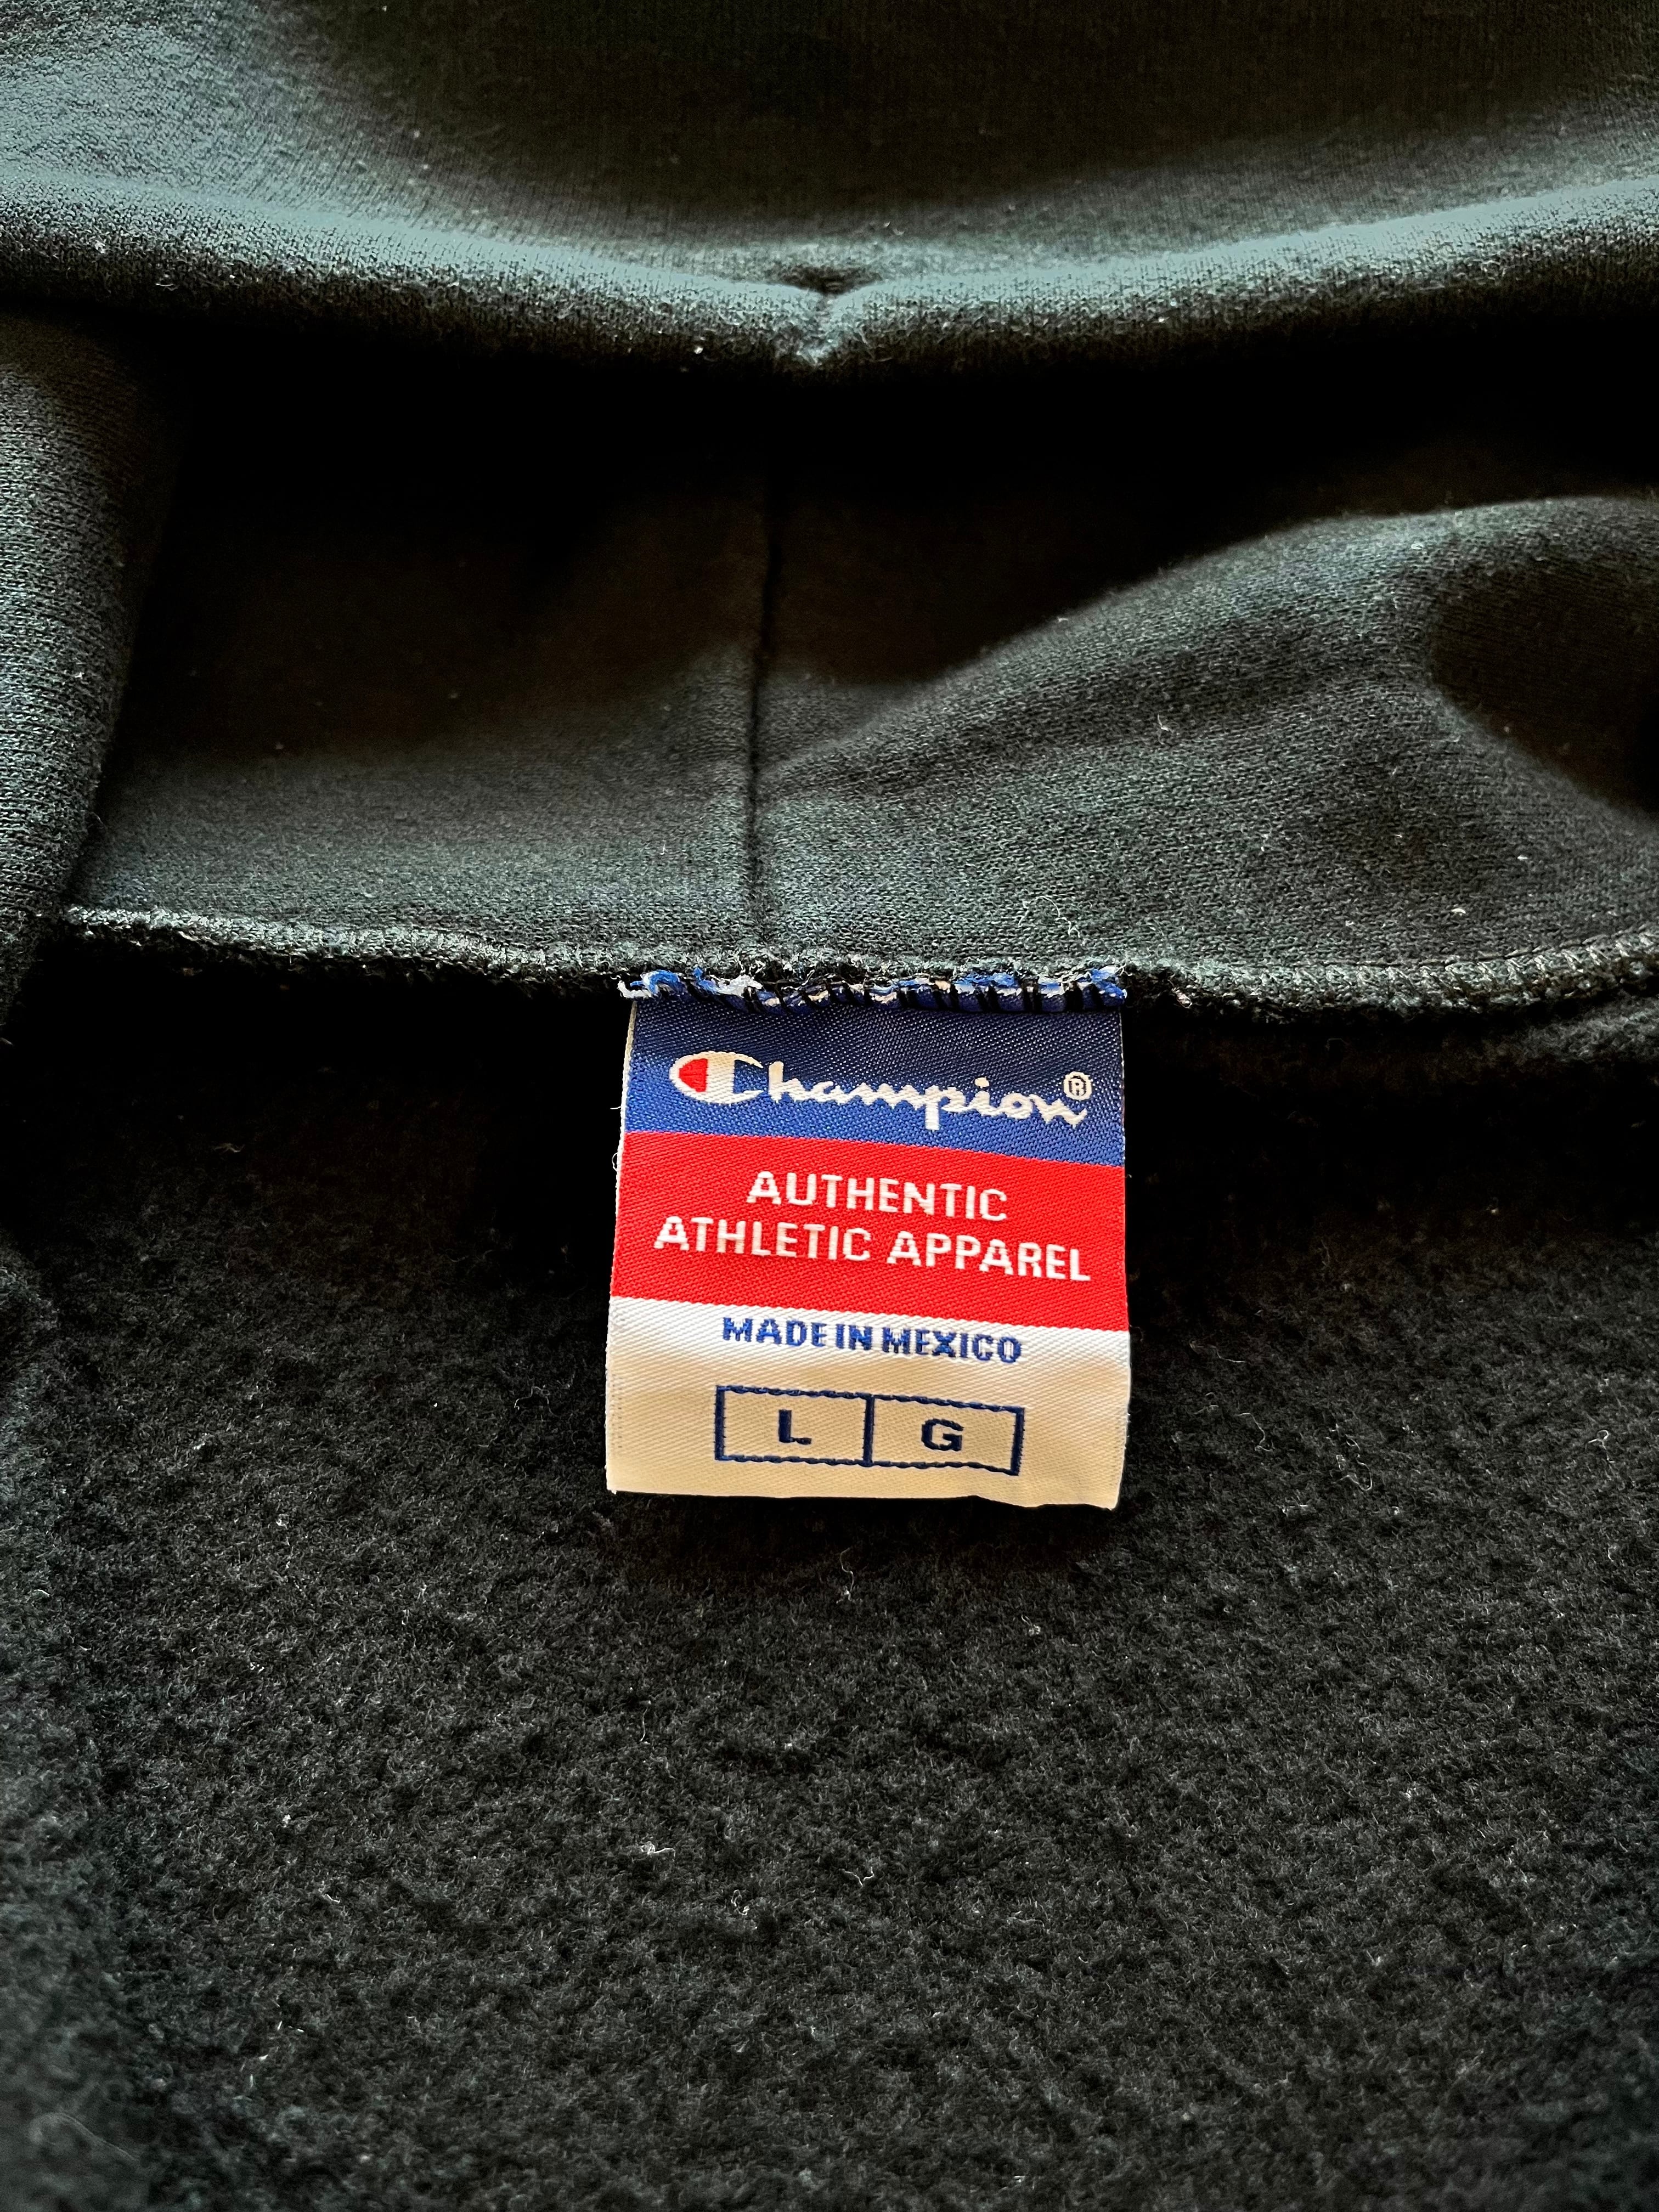 Champion®
AUTHENTIC
ATHLETIC APPAREL
MADE IN MEXICO
L G